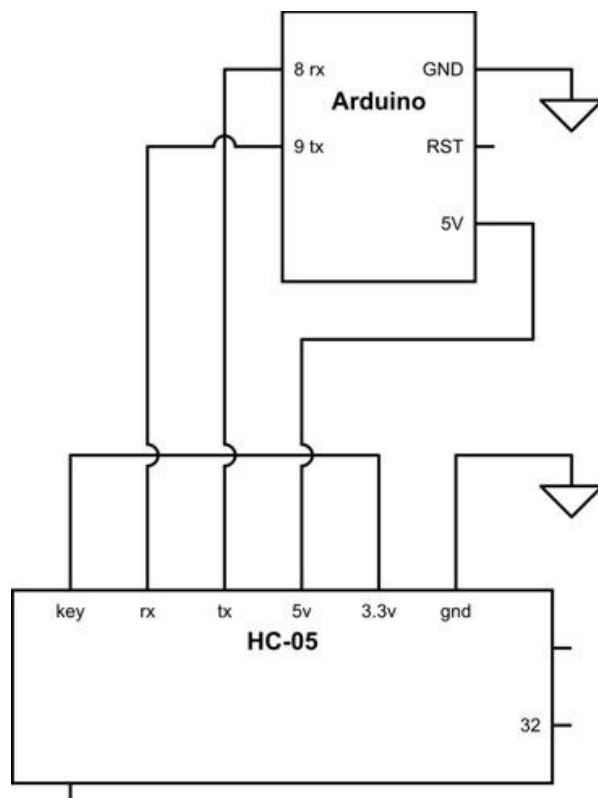 8 rx GND
Arduino
9 tx RST
5V
key rx tx 5v 3.3v gnd
HC-05
32